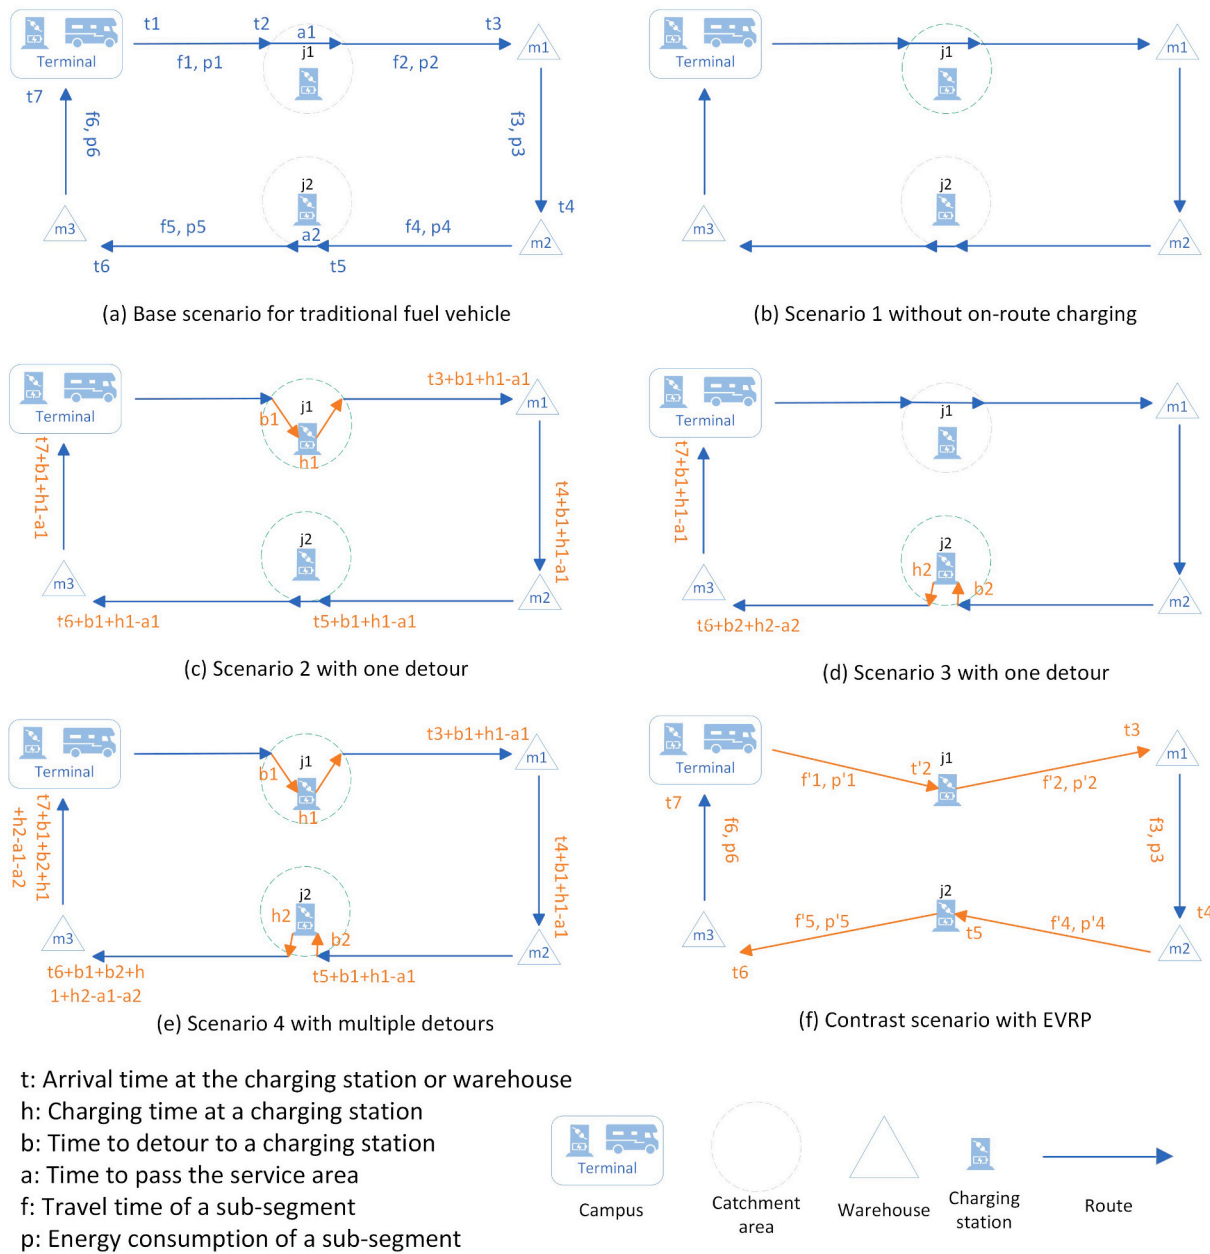 t1
t2
a1
t3
j1
m1
Terminal
f1, p1
f2, p2
t7
f6, p6
f3, p3
j2
t4
m3
f5, p5
a2
f4, p4
m2
t6
t5
(a) Base scenario for traditional fuel vehicle
Terminal
j1
m1
j2
m3
m2
(b) Scenario 1 without on-route charging
Terminal
t3+b1+h1-a1
m1
j1
b1
h1
t7+b1+h1-a1
t4+b1+h1-a1
j2
m3
m2
t6+b1+h1-a1
t5+b1+h1-a1
(c) Scenario 2 with one detour
Terminal
j1
m1
t7+b1+h1-a1
j2
h2
b2
m3
m2
t6+b2+h2-a2
(d) Scenario 3 with one detour
Terminal
t3+b1+h1-a1
m1
j1
b1
h1
t7+b1+b2+h1
+h2-a1-a2
t4+b1+h1-a1
j2
h2
b2
m3
m2
t6+b1+b2+h
1+h2-a1-a2
t5+b1+h1-a1
(e) Scenario 4 with multiple detours
Terminal
t3
m1
j1
t'2
f'1, p'1
f'2, p'2
t7
f6, p6
f3, p3
j2
t4
f'5, p'5
t5
f'4, p'4
m3
m2
t6
(f) Contrast scenario with EVRP
t: Arrival time at the charging station or warehouse
h: Charging time at a charging station
b: Time to detour to a charging station
a: Time to pass the service area
f: Travel time of a sub-segment
p: Energy consumption of a sub-segment
Terminal
Campus
Catchment
area
Warehouse
Charging
station
Route